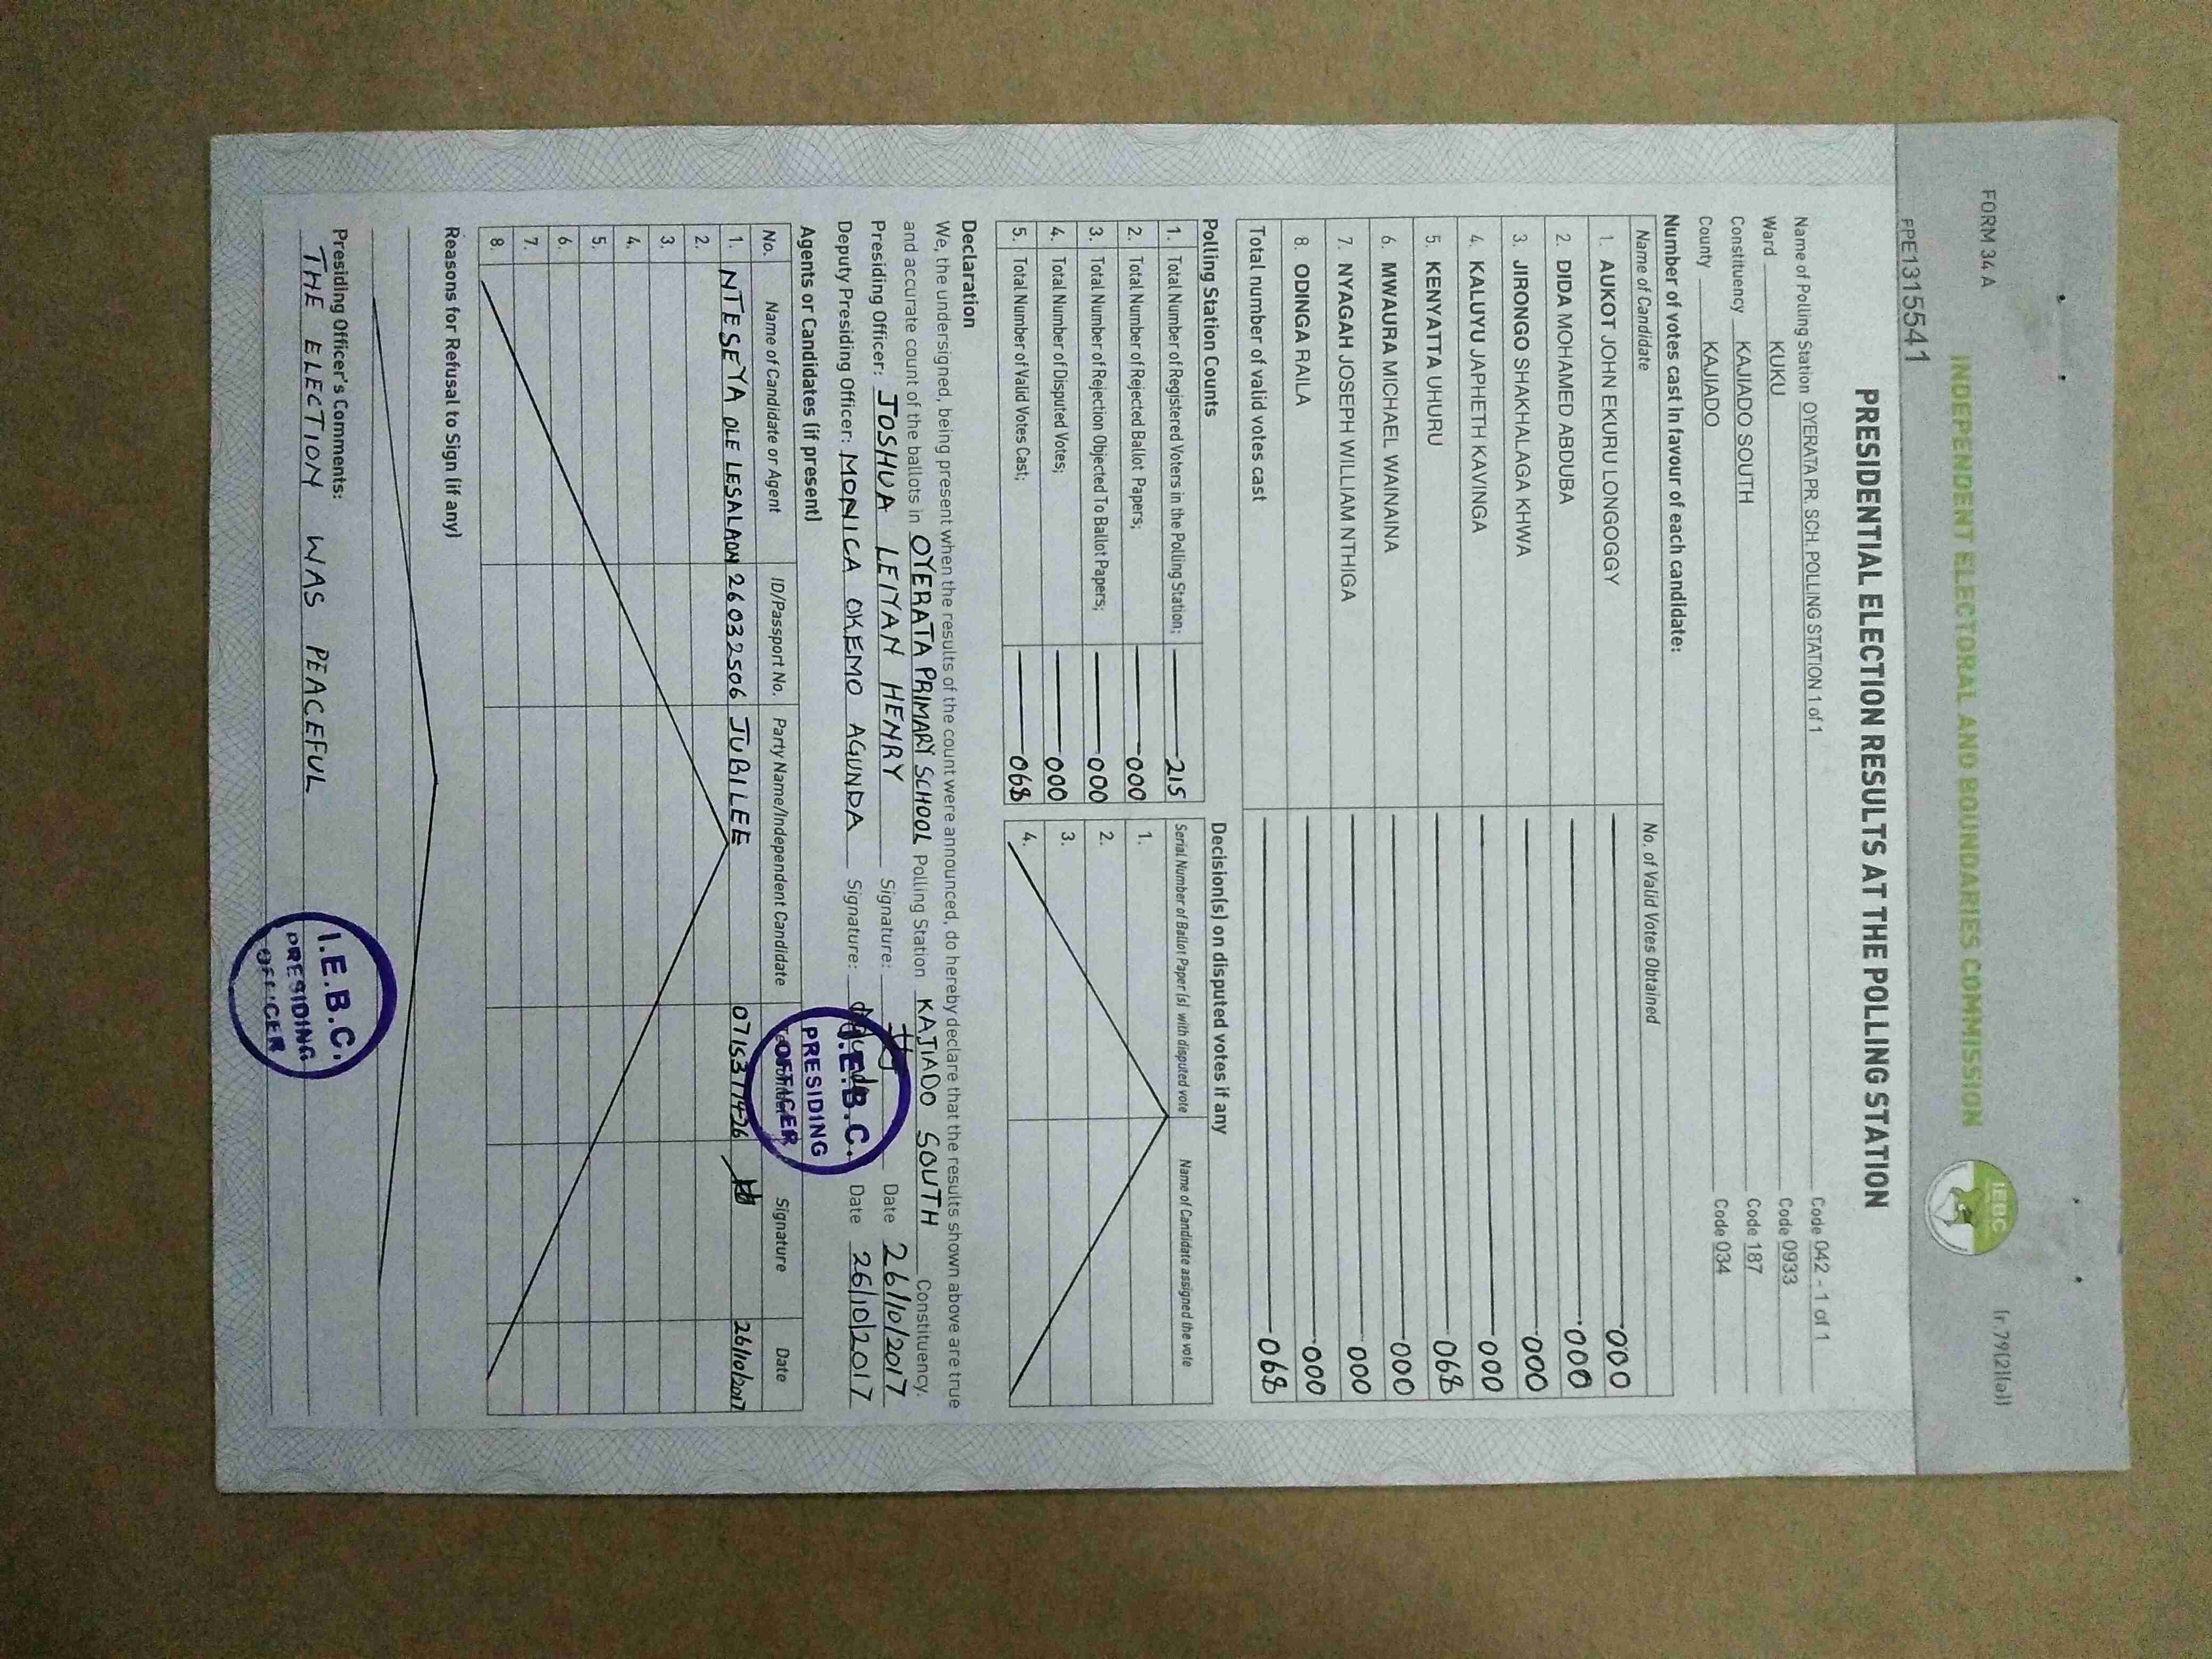 FORM 34 A
(r.79(2)(a))
INDEPENDENT ELECTORAL AND BOUNDARIES COMMISSION
IEBC
PE1315541
PRESIDENTIAL ELECTION RESULTS AT THE POLLING STATION
Name of Polling Station OYERATA PR. SCH. POLLING STATION 1 of 1 Code 042 - 1 of 1
Ward KUKU Code 0933
Constituency KAJIADO SOUTH Code 187
County KAJIADO Code 034
Number of votes cast in favour of each candidate:
Name of Candidate No. of Valid Votes Obtained
1. AUKOT JOHN EKURU LONGOGGY 000
2. DIDA MOHAMED ABDUBA 000
3. JIRONGO SHAKHALAGA KHWA 000
4. KALUYU JAPHETH KAVINGA 000
5. KENYATTA UHURU 068
6. MWAURA MICHAEL WAINAINA 000
7. NYAGAH JOSEPH WILLIAM NTHIGA 000
8. ODINGA RAILA 000
Total number of valid votes cast 068
Polling Station Counts Decision(s) on disputed votes if any
1. Total Number of Registered Voters in the Polling Station; 215
2. Total Number of Rejected Ballot Papers; 000
3. Total Number of Rejection Objected To Ballot Papers; 000
4. Total Number of Disputed Votes; 000
5. Total Number of Valid Votes Cast; 068
Serial Number of Ballot Paper (s) with disputed vote Name of Candidate assigned the vote
1.
2.
3.
4.
Declaration
We, the undersigned, being present when the results of the count were announced, do hereby declare that the results shown above are true
and accurate count of the ballots in OYERATA PRIMARY SCHOOL Polling Station KAJIADO SOUTH Constituency.
Presiding Officer: JOSHUA LEIYAN HENRY Signature: Date 26/10/2017
Deputy Presiding Officer: MONICA OKEMO AGUNDA Signature: Date 26/10/2017
I.E.B.C.
PRESIDING
OFFICER
Agents or Candidates (if present)
No. Name of Candidate or Agent ID/Passport No. Party Name/Independent Candidate Signature Date
1. NTESEYA OLE LESALAON 260332506 JUBILEE 0715377426 26/10/2017
2.
3.
4.
5.
6.
7.
8.
Reasons for Refusal to Sign (if any)
Presiding Officer's Comments:
THE ELECTION WAS PEACEFUL
I.E.B.C.
PRESIDING
OFFICER